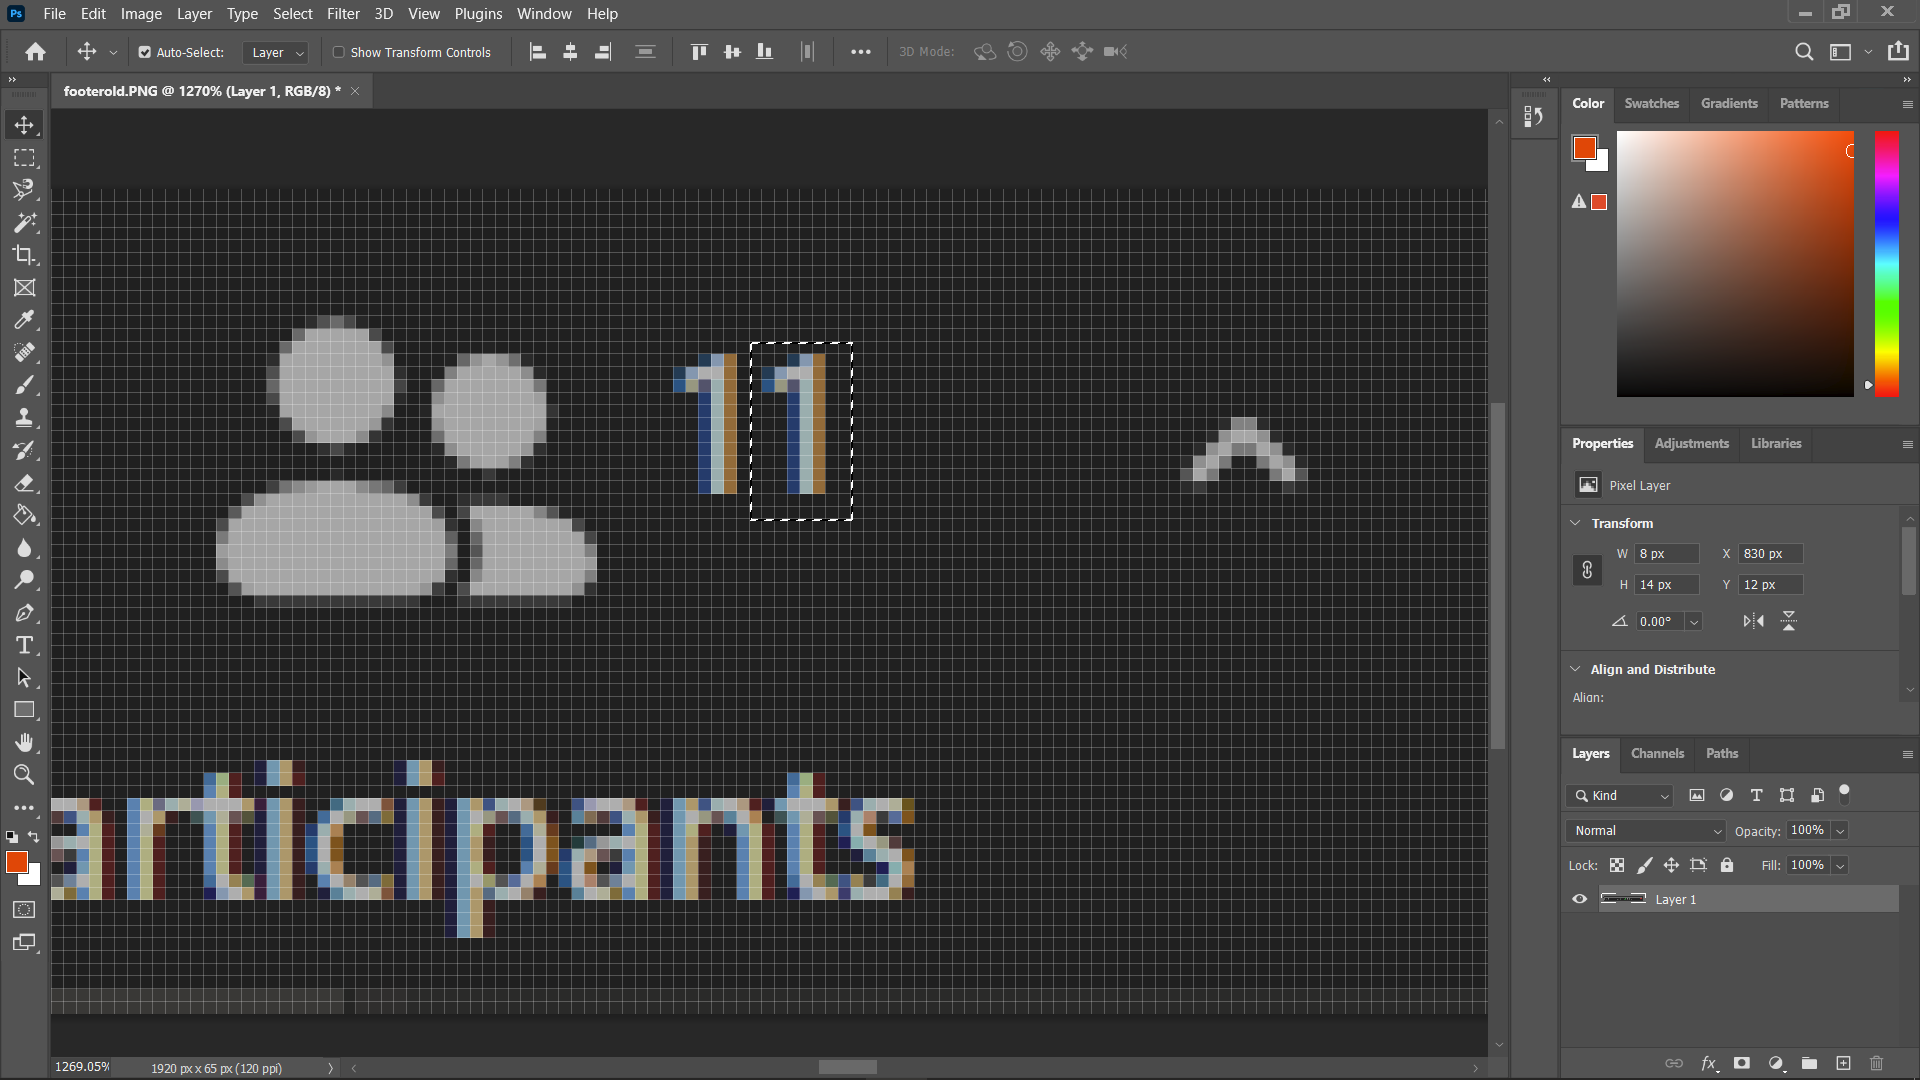 Ps File Edit Image Layer Type Select Filter 3D View Plugins Window Help
Auto-Select: Layer Show Transform Controls 3D Mode:
footerold.PNG @ 1270% (Layer 1, RGB/8) *
Color Swatches Gradients Patterns
11
Properties Adjustments Libraries
Pixel Layer
Transform
W 8 px X 830 px
H 14 px Y 12 px
0.00°
Align and Distribute
Align:
articipants
Layers Channels Paths
Kind
Normal Opacity: 100%
Lock: Fill: 100%
Layer 1
fx
1269.05% 1920 px x 65 px (120 ppi)